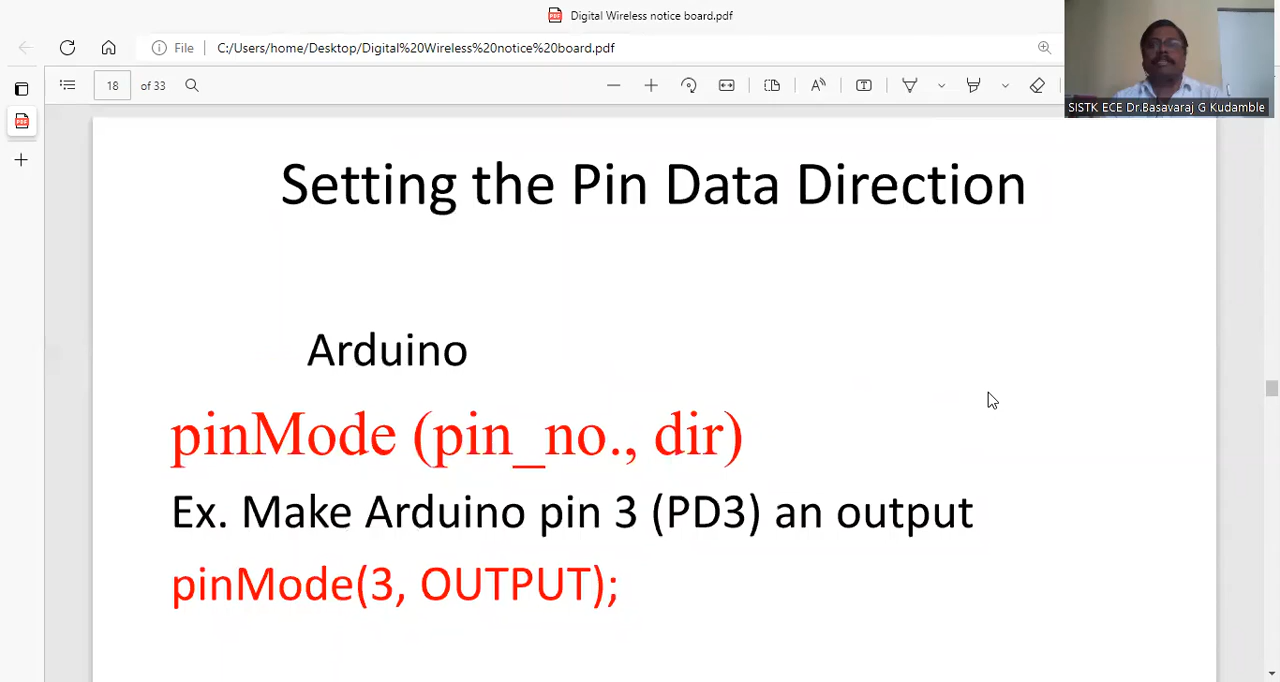 Digital Wireless notice board.pdf
File
C:/Users/home/Desktop/Digital%20Wireless%20notice%20board.pdf
18 of 33
SISTK ECE Dr.Basavaraj G Kudamble
Setting the Pin Data Direction
Arduino
pinMode (pin_no., dir)
Ex. Make Arduino pin 3 (PD3) an output
pinMode(3, OUTPUT);